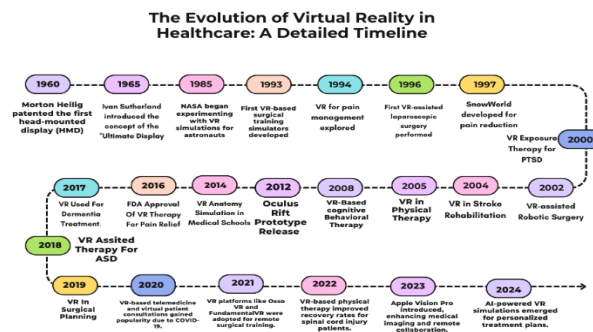 The Evolution of Virtual Reality in
Healthcare: A Detailed Timeline
1960
Morton Heilig
patented the first
head-mounted
display (HMD)
1965
Ivan Sutherland
introduced the
concept of the
"Ultimate Display
1985
NASA began
experimenting
with VR
simulations for
astronauts
1993
First VR-based
surgical
training
simulators
developed
1994
VR for pain
management
explored
1996
First VR-assisted
laparoscopic
surgery
performed
1997
SnowWorld
developed for
pain reduction
2000
VR Exposure
Therapy for
PTSD
2002
VR-assisted
Robotic Surgery
2004
VR in Stroke
Rehabilitation
2005
VR in
Physical
Therapy
2008
VR-Based
cognitive
Behavioral
Therapy
2012
Oculus
Rift
Prototype
Release
2014
VR Anatomy
Simulation in
Medical Schools
2016
FDA Approval
Of VR Therapy
For Pain Relief
2017
VR Used For
Dementia
Treatment.
2018
VR Assited
Therapy For
ASD
2019
VR In
Surgical
Planning
2020
VR-based telemedicine
and virtual patient
consultations gained
popularity due to COVID-
19.
2021
VR platforms like Osso
VR and
FundamentalVR were
adopted for remote
surgical training.
2022
VR-based physical
therapy improved
recovery rates for
spinal cord injury
patients.
2023
Apple Vision Pro
introduced,
enhancing medical
imaging and remote
collaboration.
2024
AI-powered VR
simulations emerged
for personalized
treatment plans.